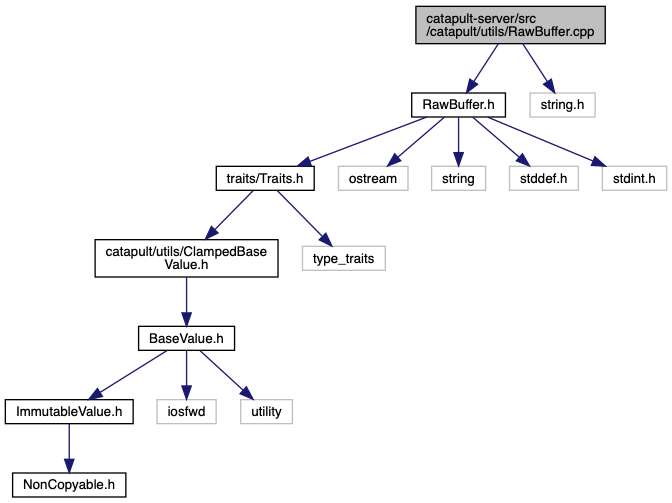 catapult-server/src
/catapult/utils/RawBuffer.cpp
RawBuffer.h
string.h
traits/Traits.h
ostream
string
stddef.h
stdint.h
catapult/utils/ClampedBase
Value.h
type_traits
BaseValue.h
ImmutableValue.h
iosfwd
utility
NonCopyable.h